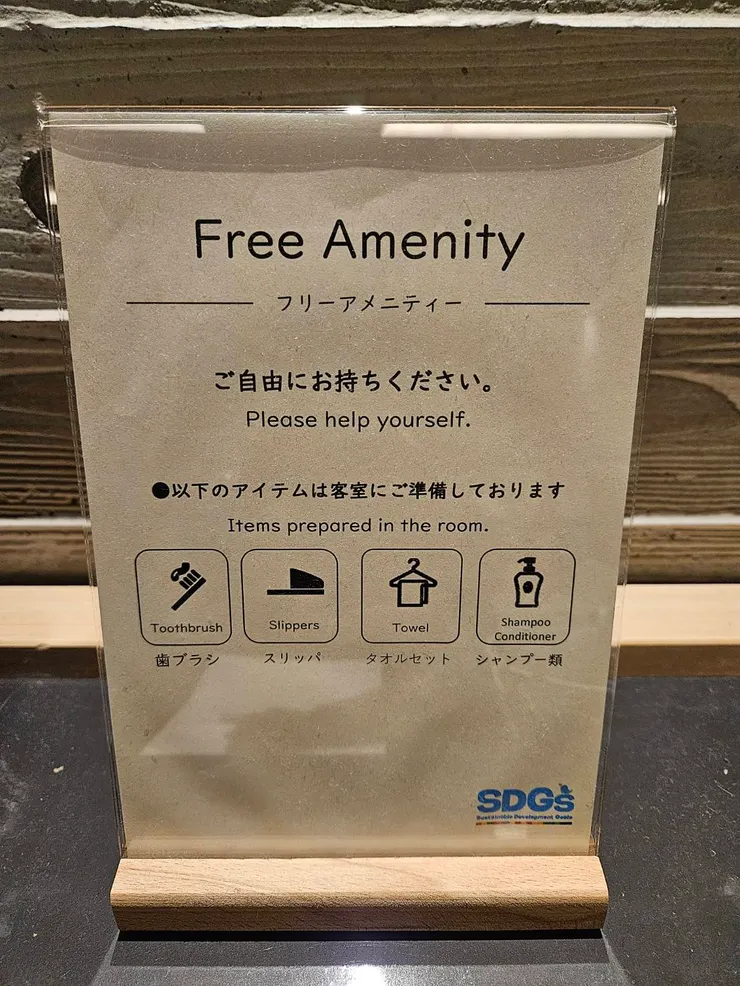 Free Amenity
フリーアメニティー
ご自由にお持ちください。
Please help yourself.
●以下のアイテムは客室にご準備しております
Items prepared in the room.
Toothbrush
歯ブラシ
Slippers
スリッパ
Towel
タオルセット
Shampoo
Conditioner
シャンプー類
SDGs
Sustainable Development Goals